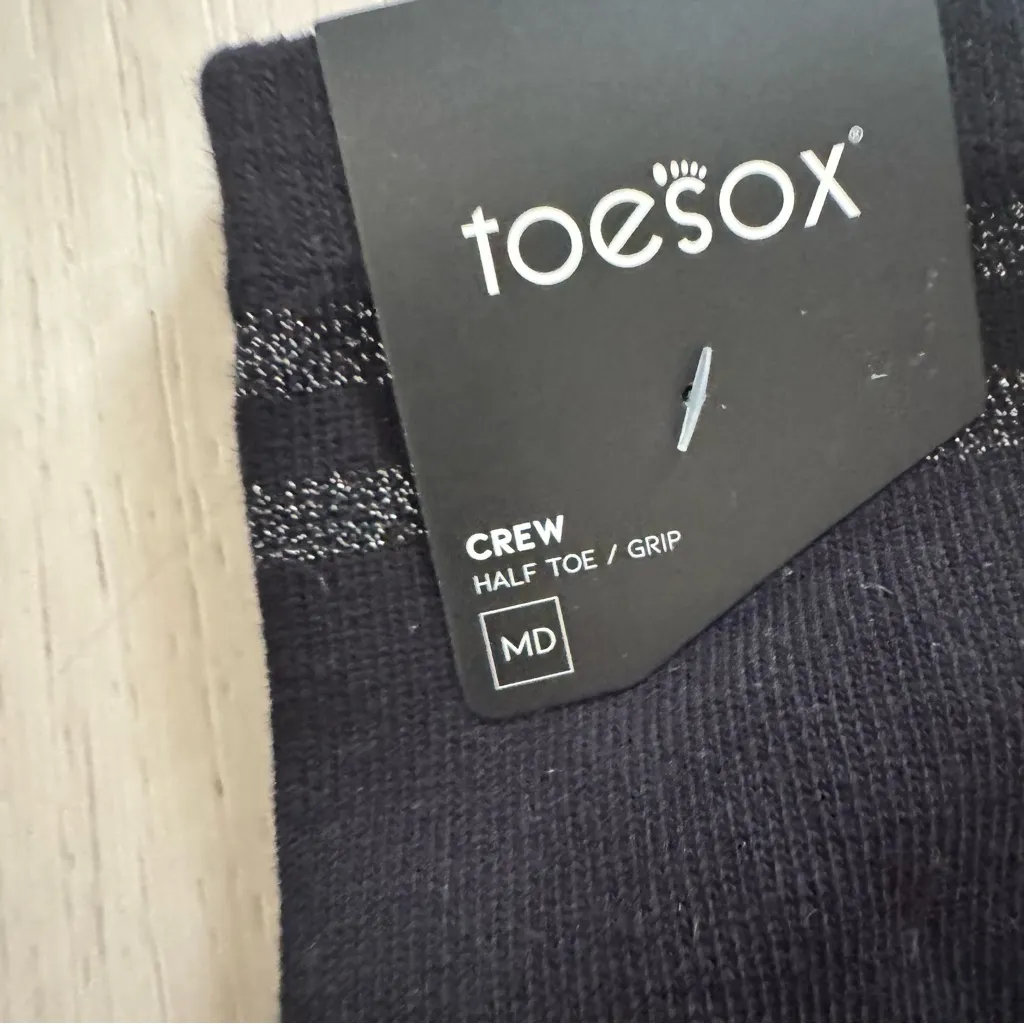 toesox®
CREW
HALF TOE / GRIP
MD